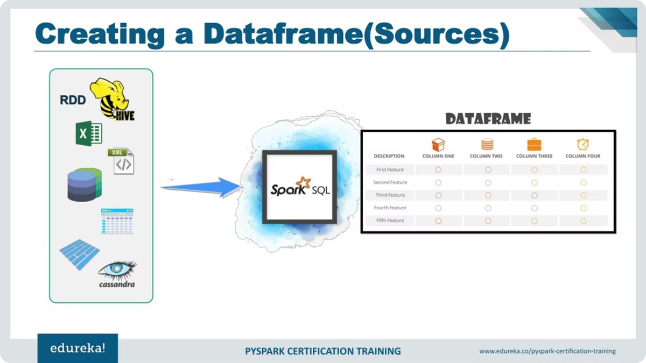 Creating a Dataframe(Sources)
RDD
HIVE
XML
cassandra
Spark SQL
DATAFRAME
DESCRIPTION COLUMN ONE COLUMN TWO COLUMN THREE COLUMN FOUR
First Feature
Second Feature
Third Feature
Fourth Feature
Fifth Feature
edureka!
PYSPARK CERTIFICATION TRAINING
www.edureka.co/pyspark-certification-training